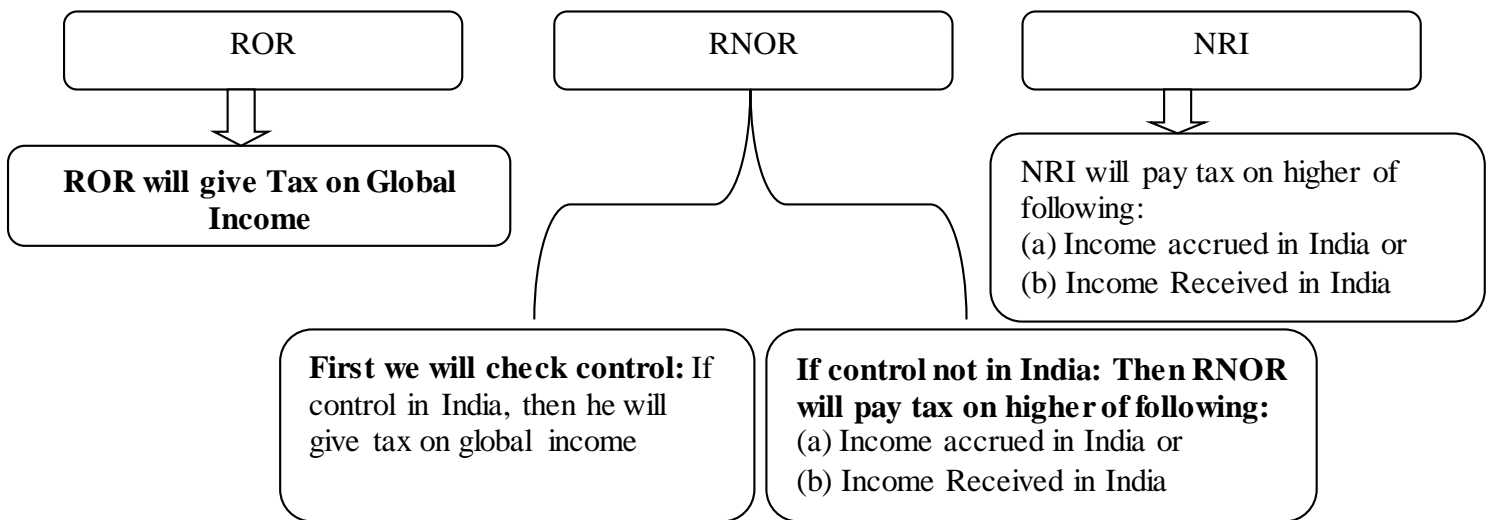 ROR
RNOR
NRI
ROR will give Tax on Global
Income
NRI will pay tax on higher of
following:
(a) Income accrued in India or
(b) Income Received in India
First we will check control: If
control in India, then he will
give tax on global income
If control not in India: Then RNOR
will pay tax on higher of following:
(a) Income accrued in India or
(b) Income Received in India